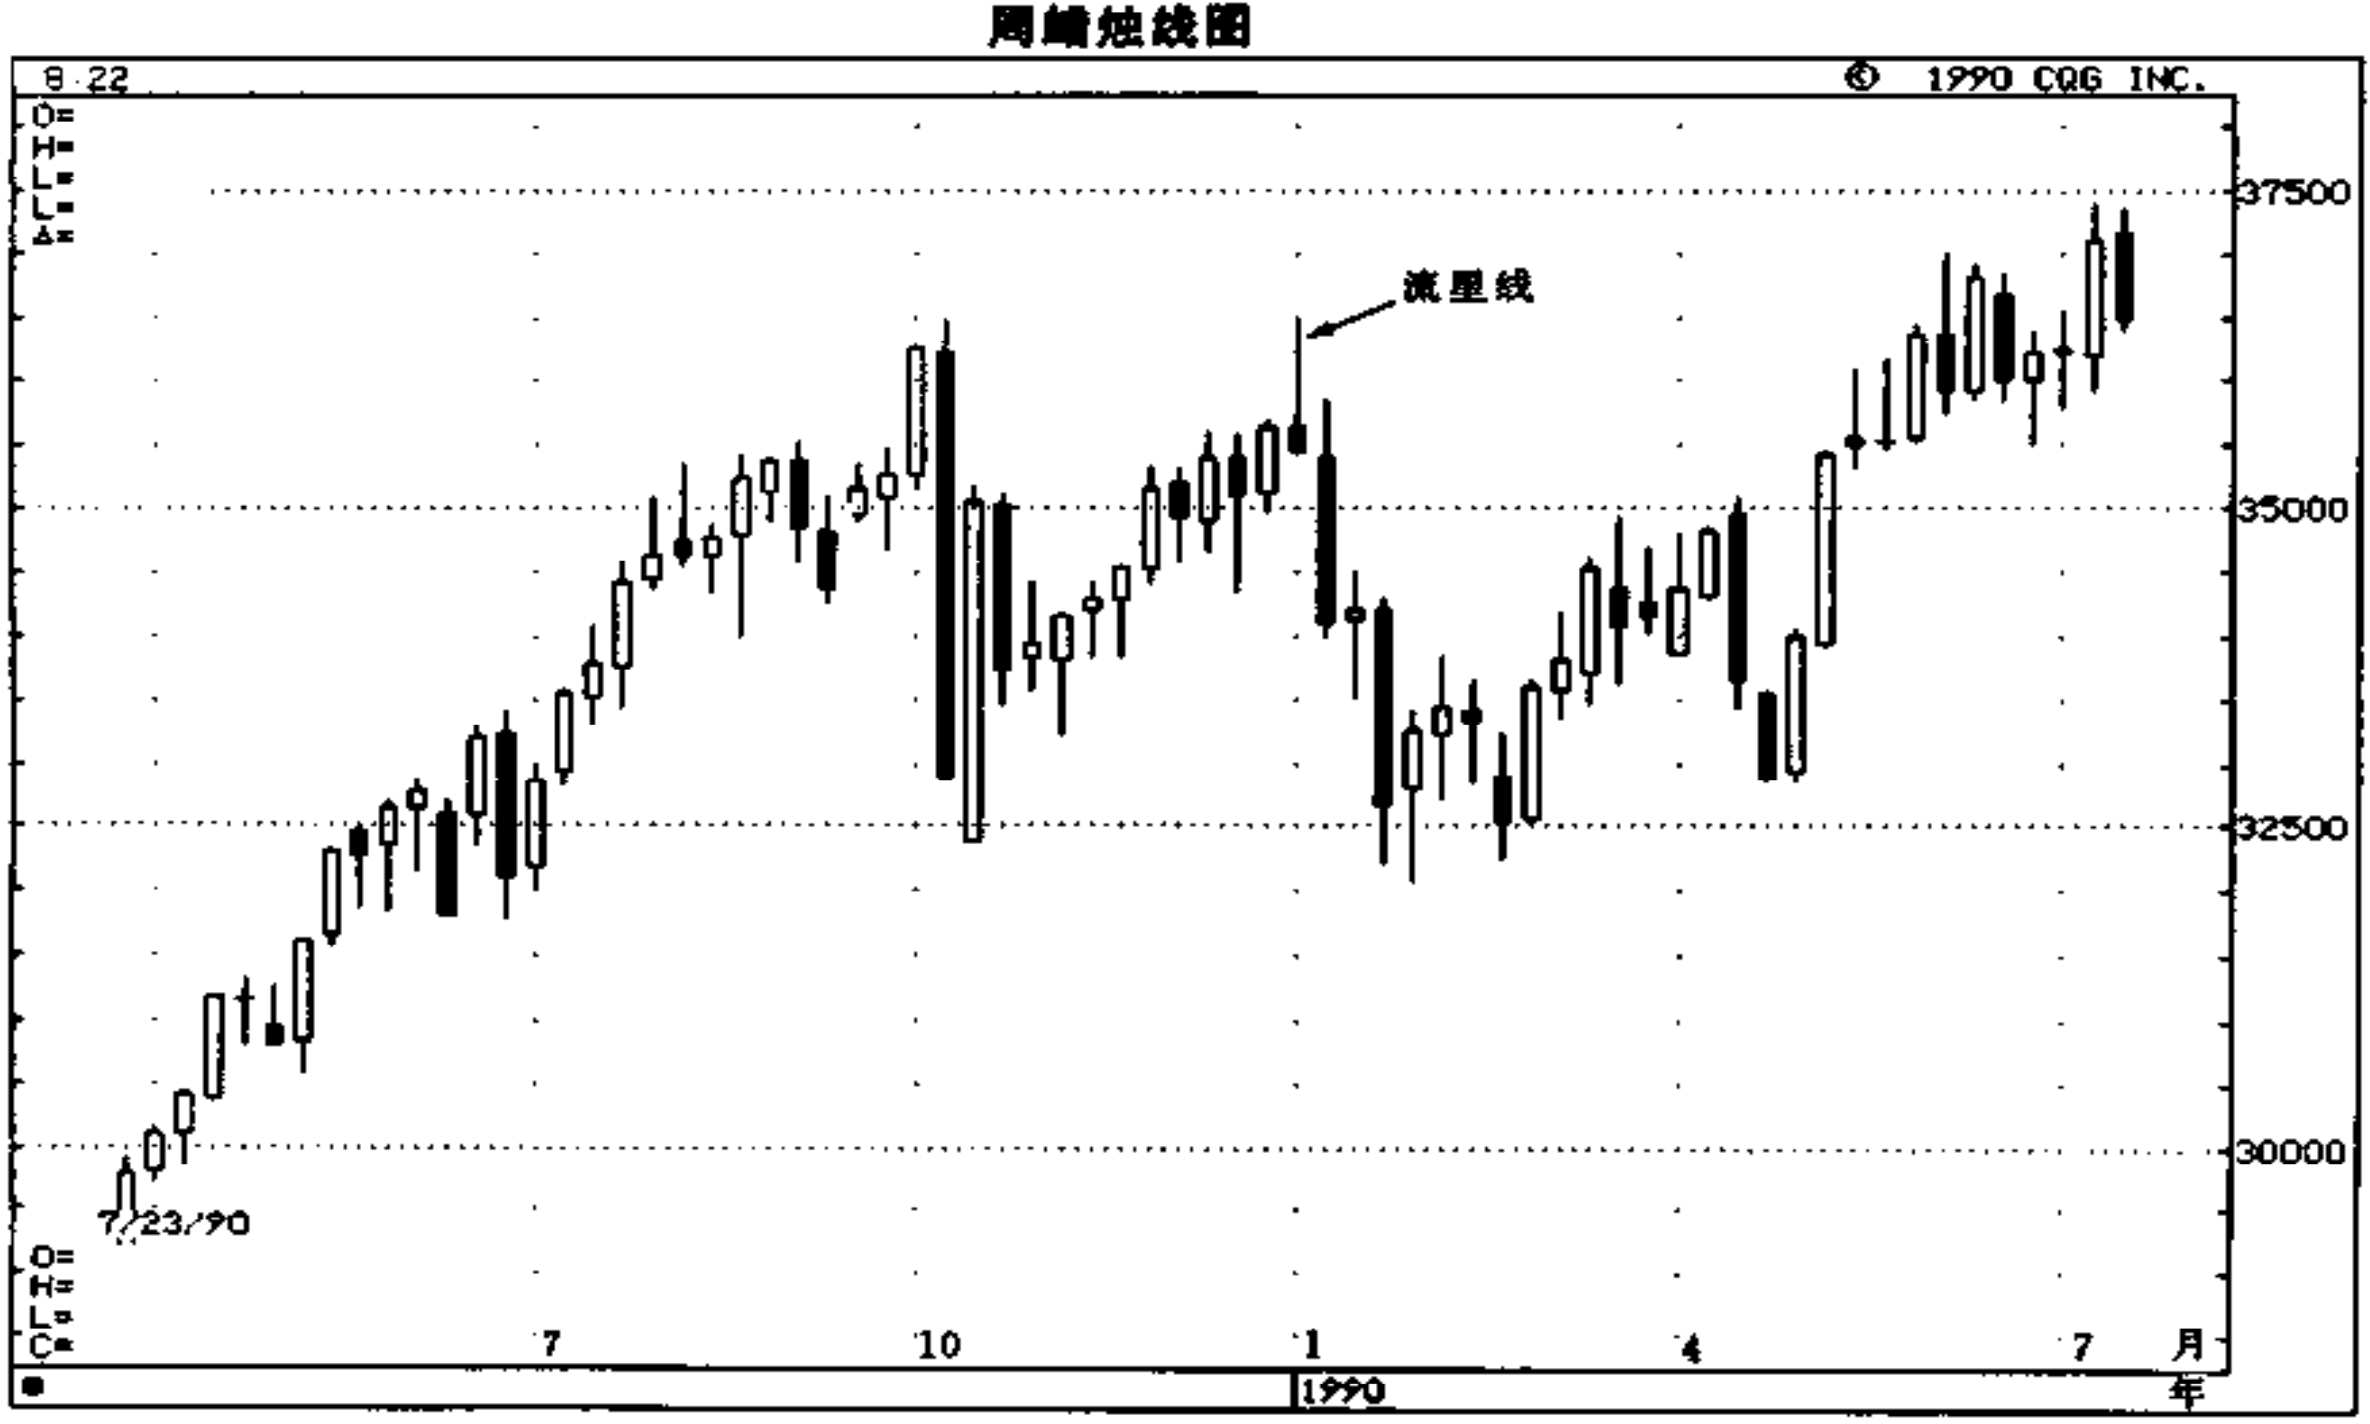 周蜡烛线图
8.22 © 1990 CQG INC.
O=
H=
L=
L=
Δ=
37500
流星线
35000
32500
30000
7/23/90
O=
H=
L=
C=
7 10 1 4 7 月
1990 年